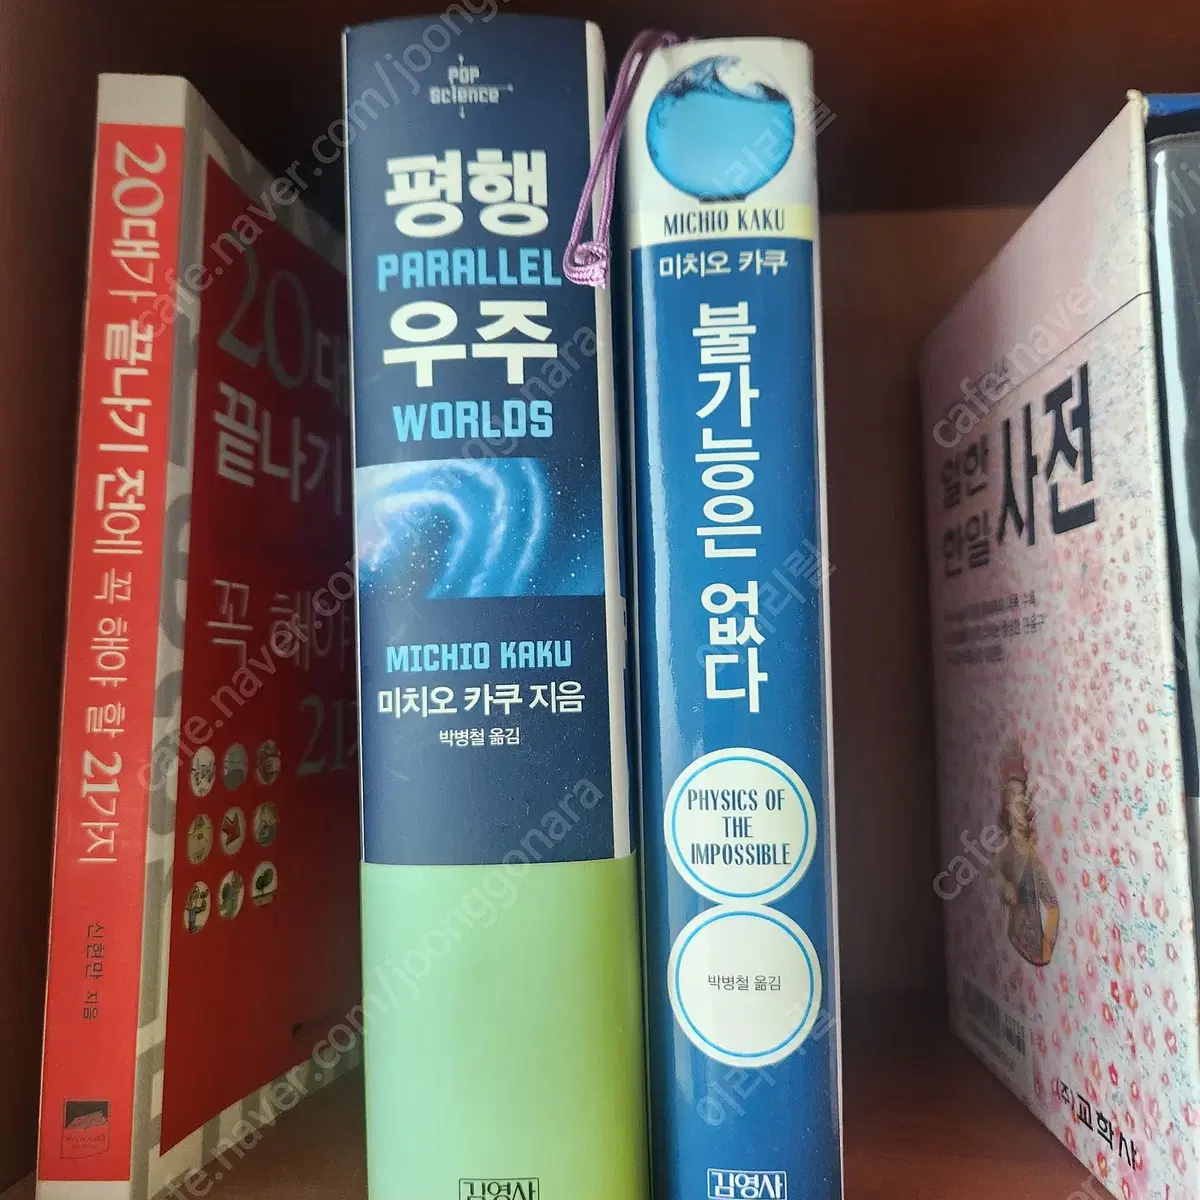 20대가 끝나기 전에 꼭 해야 할 21가지
신현만 지음
20대
끝나기
꼭 해야
21가
POP
science
평행
PARALLEL
우주
WORLDS
MICHIO KAKU
미치오 카쿠 지음
박병철 옮김
김영사
MICHIO KAKU
미치오 카쿠
불가능은 없다
PHYSICS OF
THE
IMPOSSIBLE
박병철 옮김
김영사
일한
한일
사전
(주)교학사
cafe.naver.com/joonggonara
아리리릴